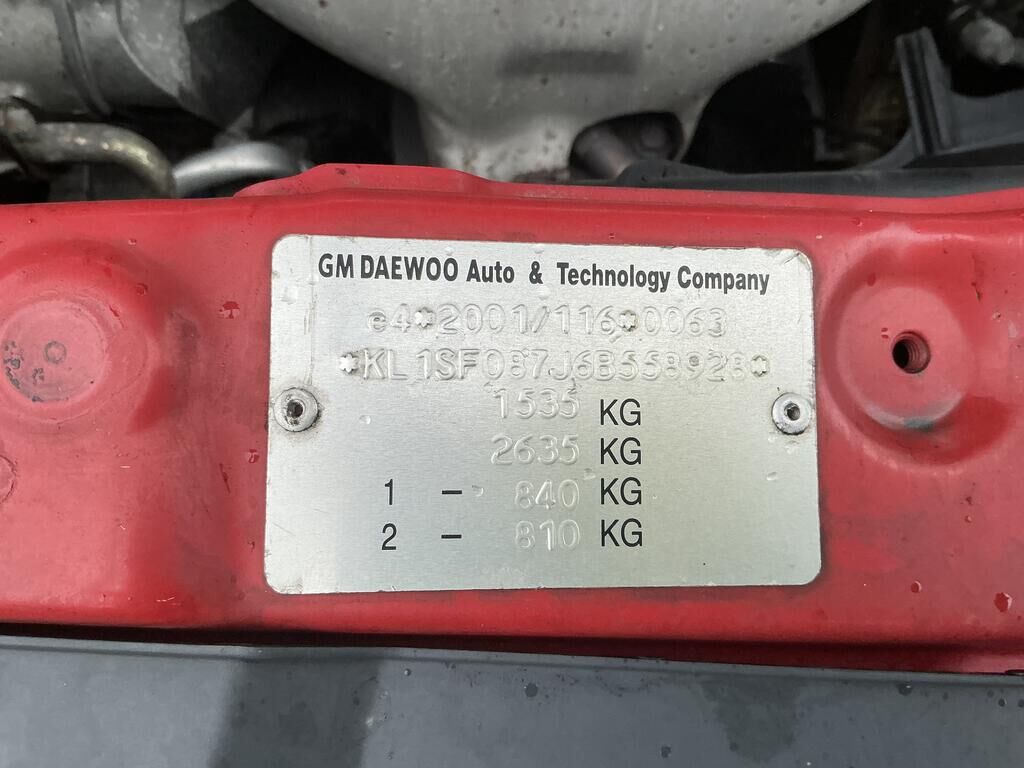 GM DAEWOO Auto & Technology Company
e4*2001/116*0063
*KL1SF087J6B558928*
1535 KG
2635 KG
1 - 840 KG
2 - 810 KG